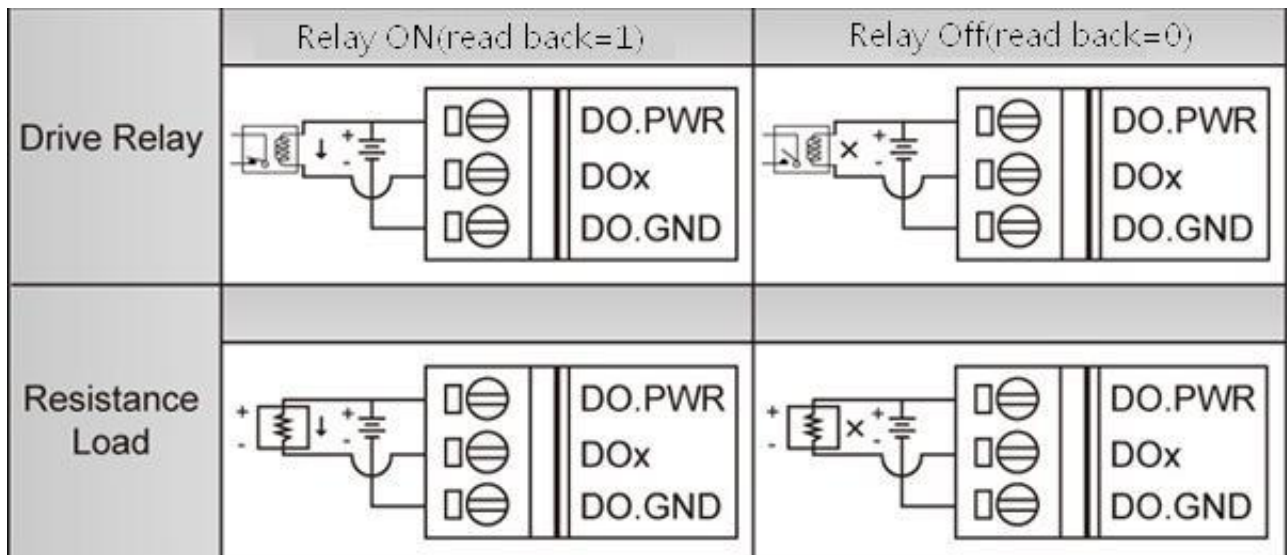 Relay ON(read back=1)
Relay Off(read back=0)
Drive Relay
+
-
DO.PWR
DOx
DO.GND
+
-
DO.PWR
DOx
DO.GND
Resistance
Load
+
-
+
-
DO.PWR
DOx
DO.GND
+
-
+
-
DO.PWR
DOx
DO.GND